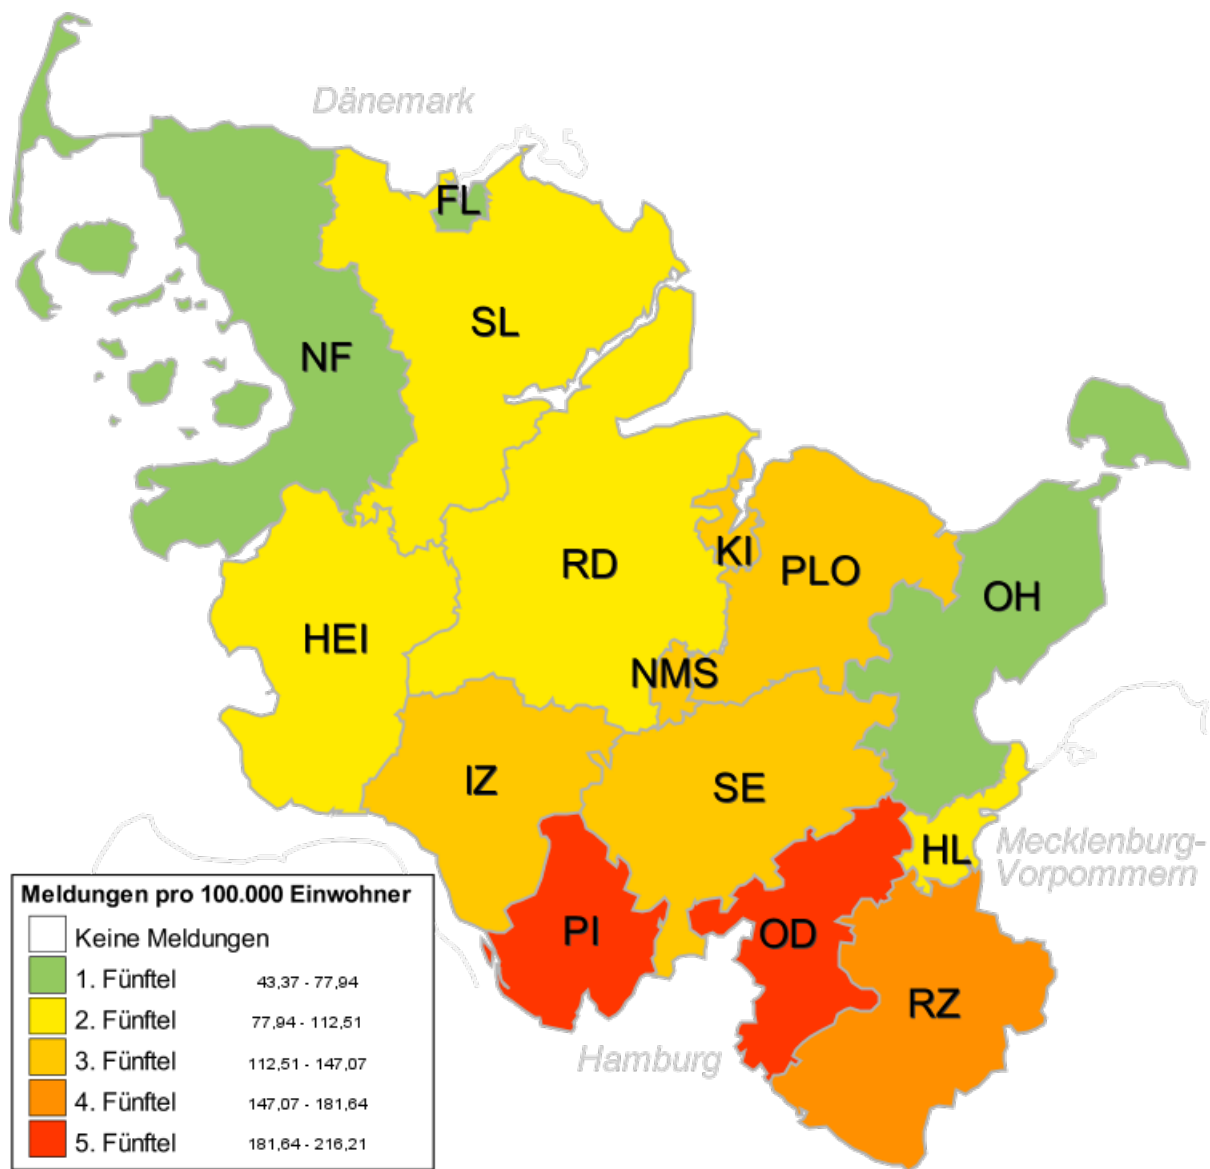 Dänemark
FL
SL
NF
RD
KI
PLO
OH
HEI
NMS
IZ
SE
HL
Mecklenburg-
Vorpommern
PI
OD
RZ
Hamburg
Meldungen pro 100.000 Einwohner
Keine Meldungen
1. Fünftel 43,37 - 77,94
2. Fünftel 77,94 - 112,51
3. Fünftel 112,51 - 147,07
4. Fünftel 147,07 - 181,64
5. Fünftel 181,64 - 216,21